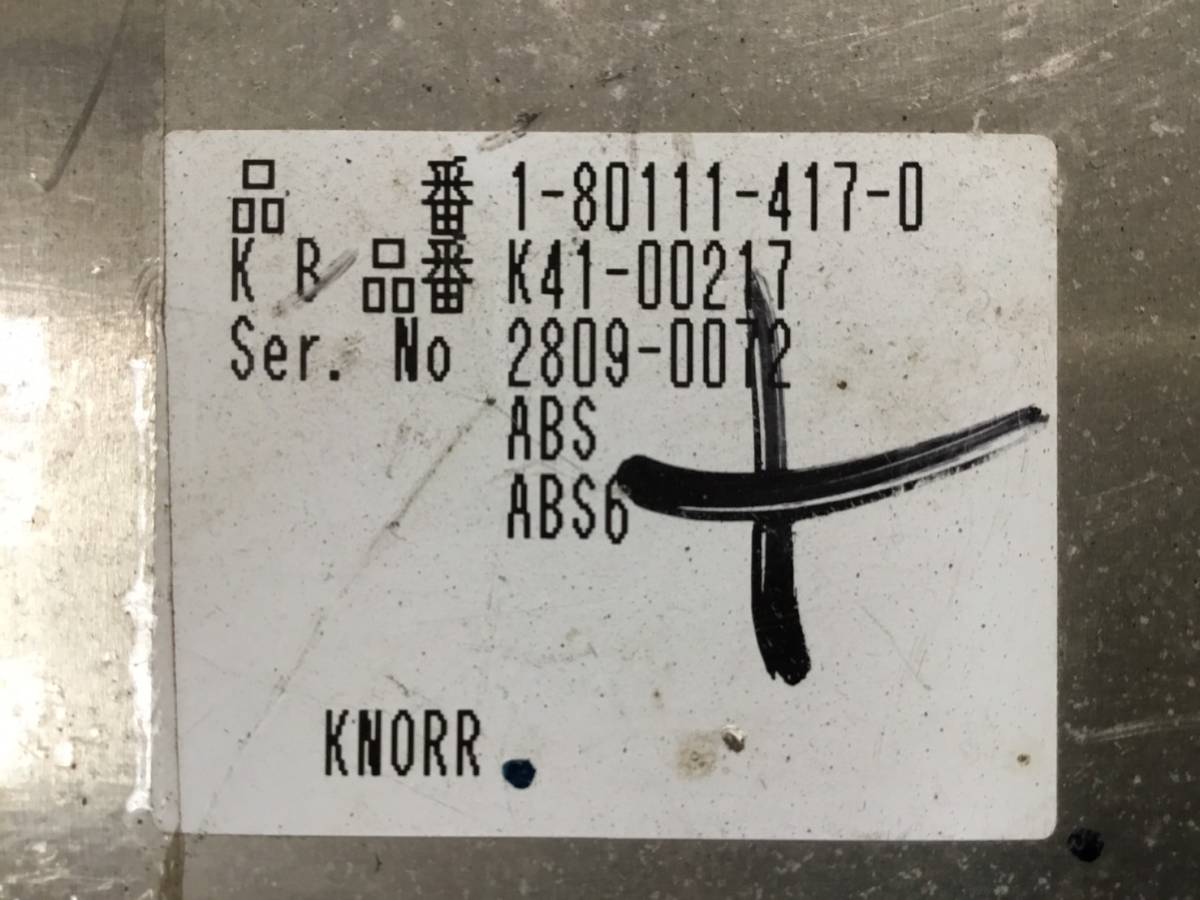 品 番 1-80111-417-0
K B 品番 K41-00217
Ser. No 2809-0072
ABS
ABS6
KNORR